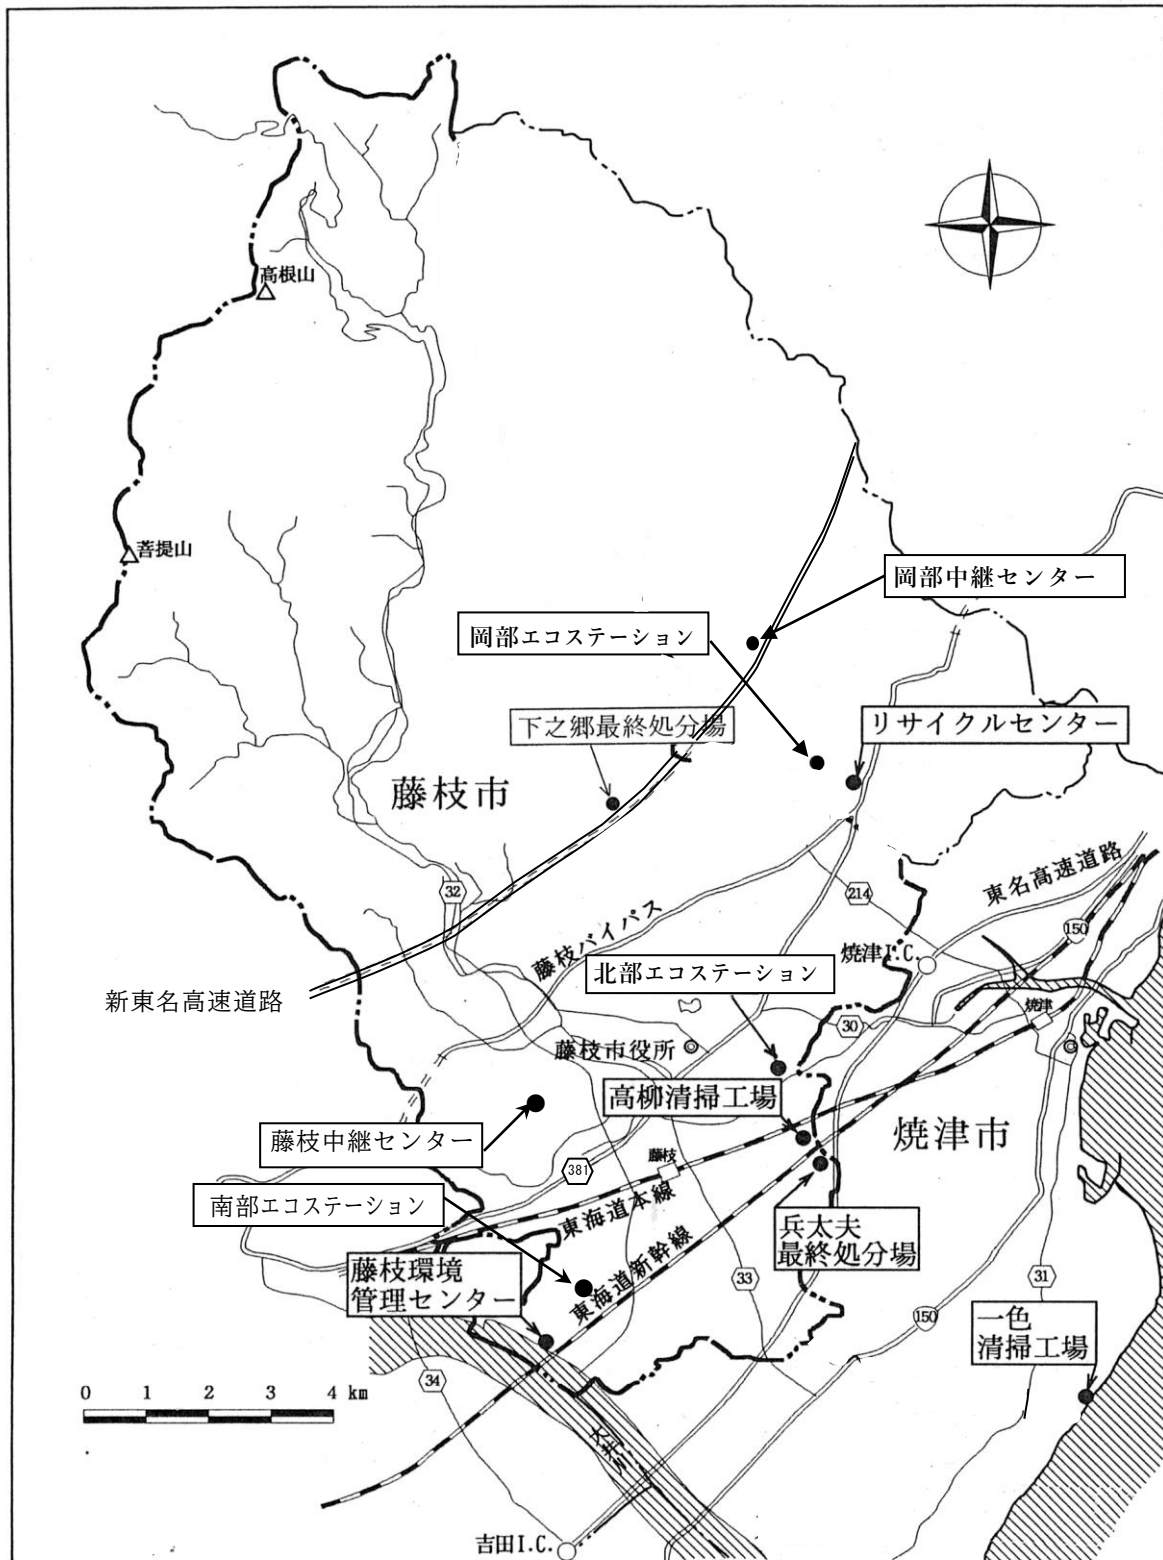 高根山
菩提山
岡部中継センター
岡部エコステーション
下之郷最終処分場
リサイクルセンター
藤枝市
32
214
東名高速道路
150
藤枝バイパス
焼津I.C.
北部エコステーション
新東名高速道路
焼津
30
藤枝市役所
高柳清掃工場
焼津市
藤枝中継センター
藤枝
381
南部エコステーション
東海道本線
兵太夫
最終処分場
藤枝環境
管理センター
東海道新幹線
33
31
150
一色
清掃工場
34
0 1 2 3 4 km
大井川
吉田I.C.